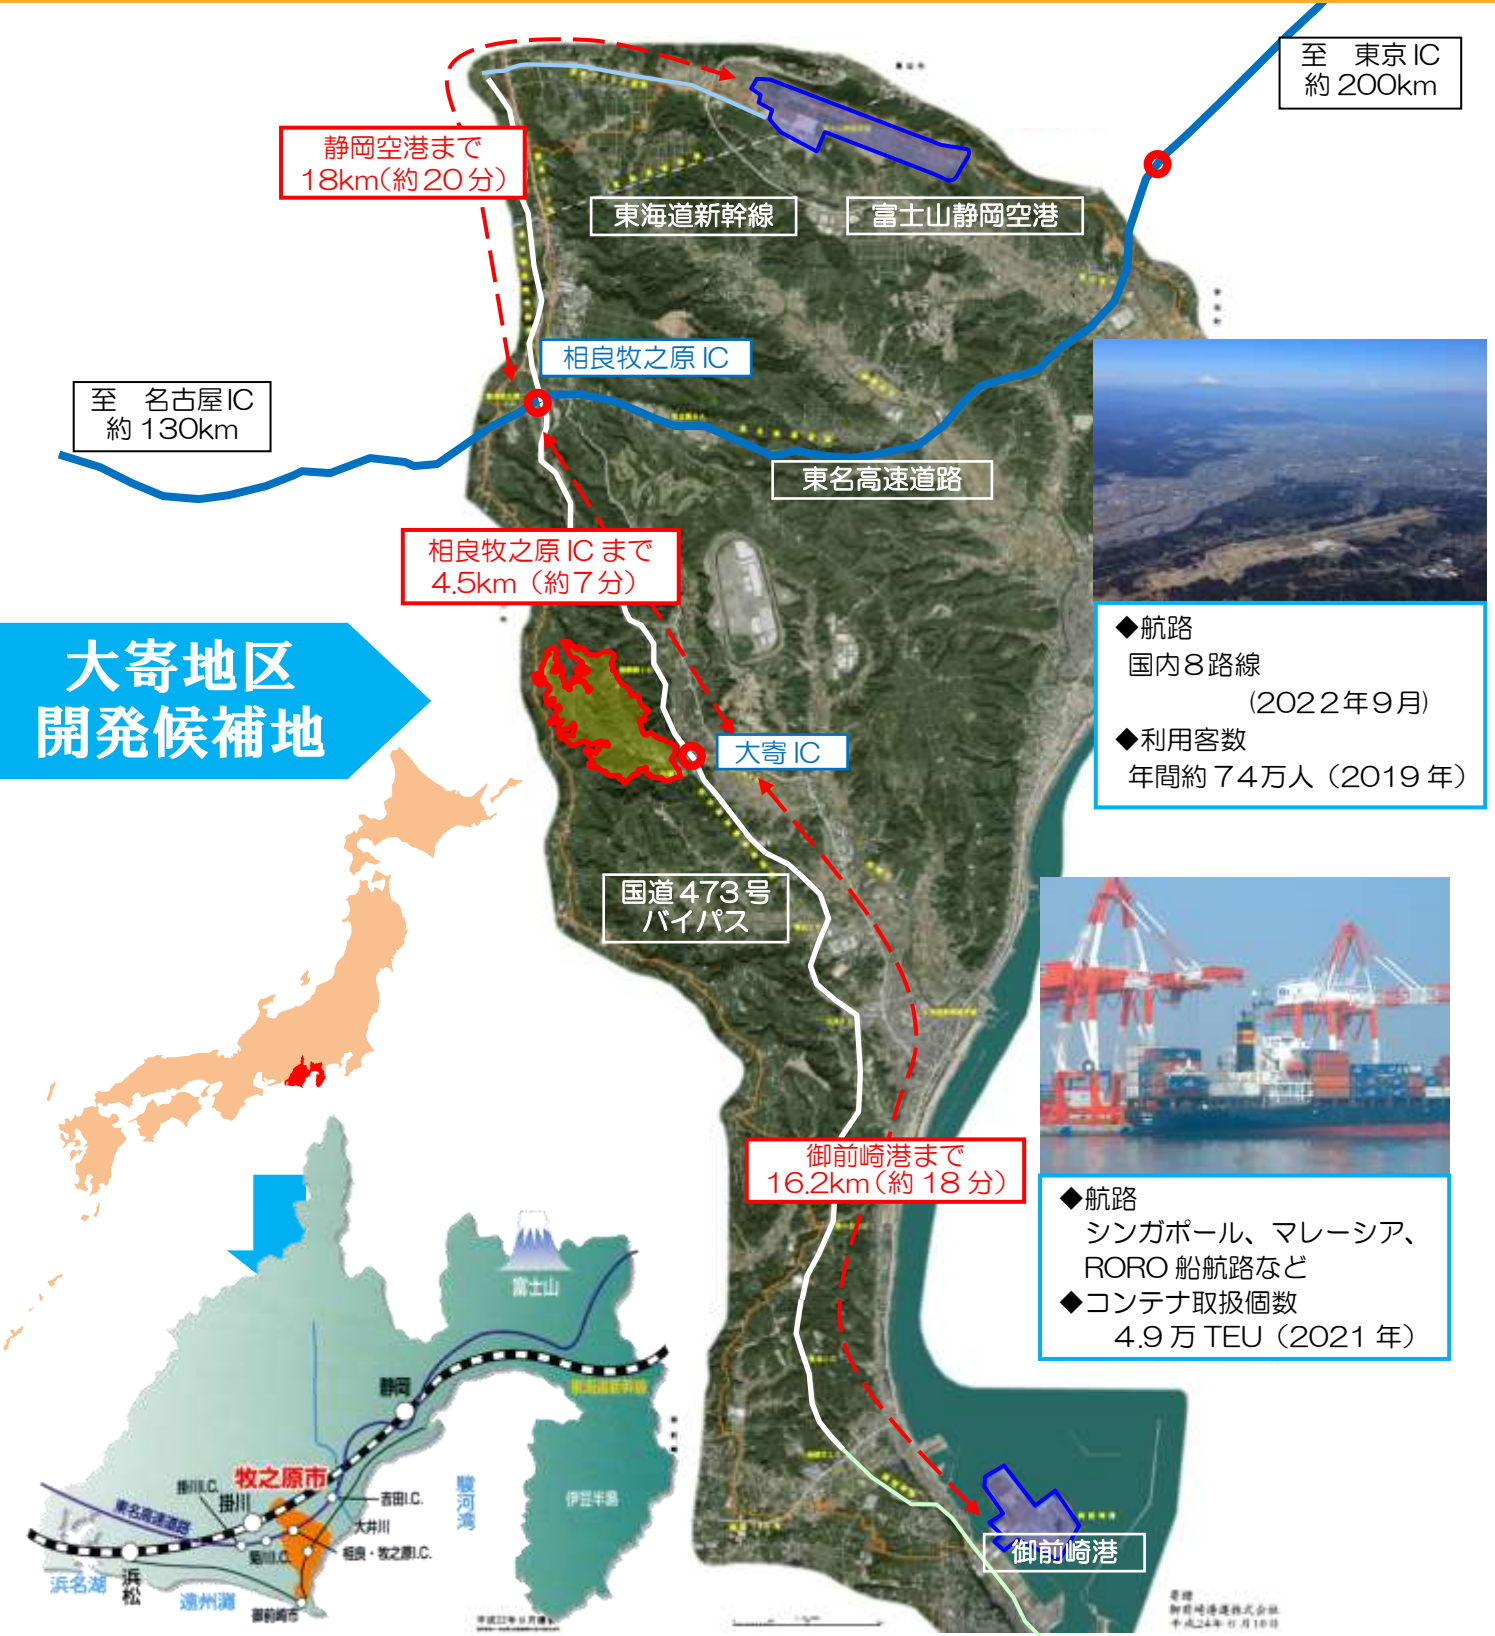 至　東京IC
約200km
静岡空港まで
18km(約20分)
東海道新幹線
富士山静岡空港
相良牧之原IC
至　名古屋IC
約130km
東名高速道路
相良牧之原ICまで
4.5km（約7分）
大寄地区
開発候補地
◆航路
国内8路線
(2022年9月)
◆利用客数
年間約74万人（2019年）
大寄IC
国道473号
バイパス
御前崎港まで
16.2km(約18分)
◆航路
シンガポール、マレーシア、
RORO船航路など
◆コンテナ取扱個数
4.9万TEU（2021年）
富士山
静岡
東海道新幹線
牧之原市
掛川I.C.
掛川
東名高速道路
吉田I.C.
大井川
相良・牧之原I.C.
菊川I.C.
駿河湾
伊豆半島
浜名湖
浜松
遠州灘
御前崎市
御前崎港